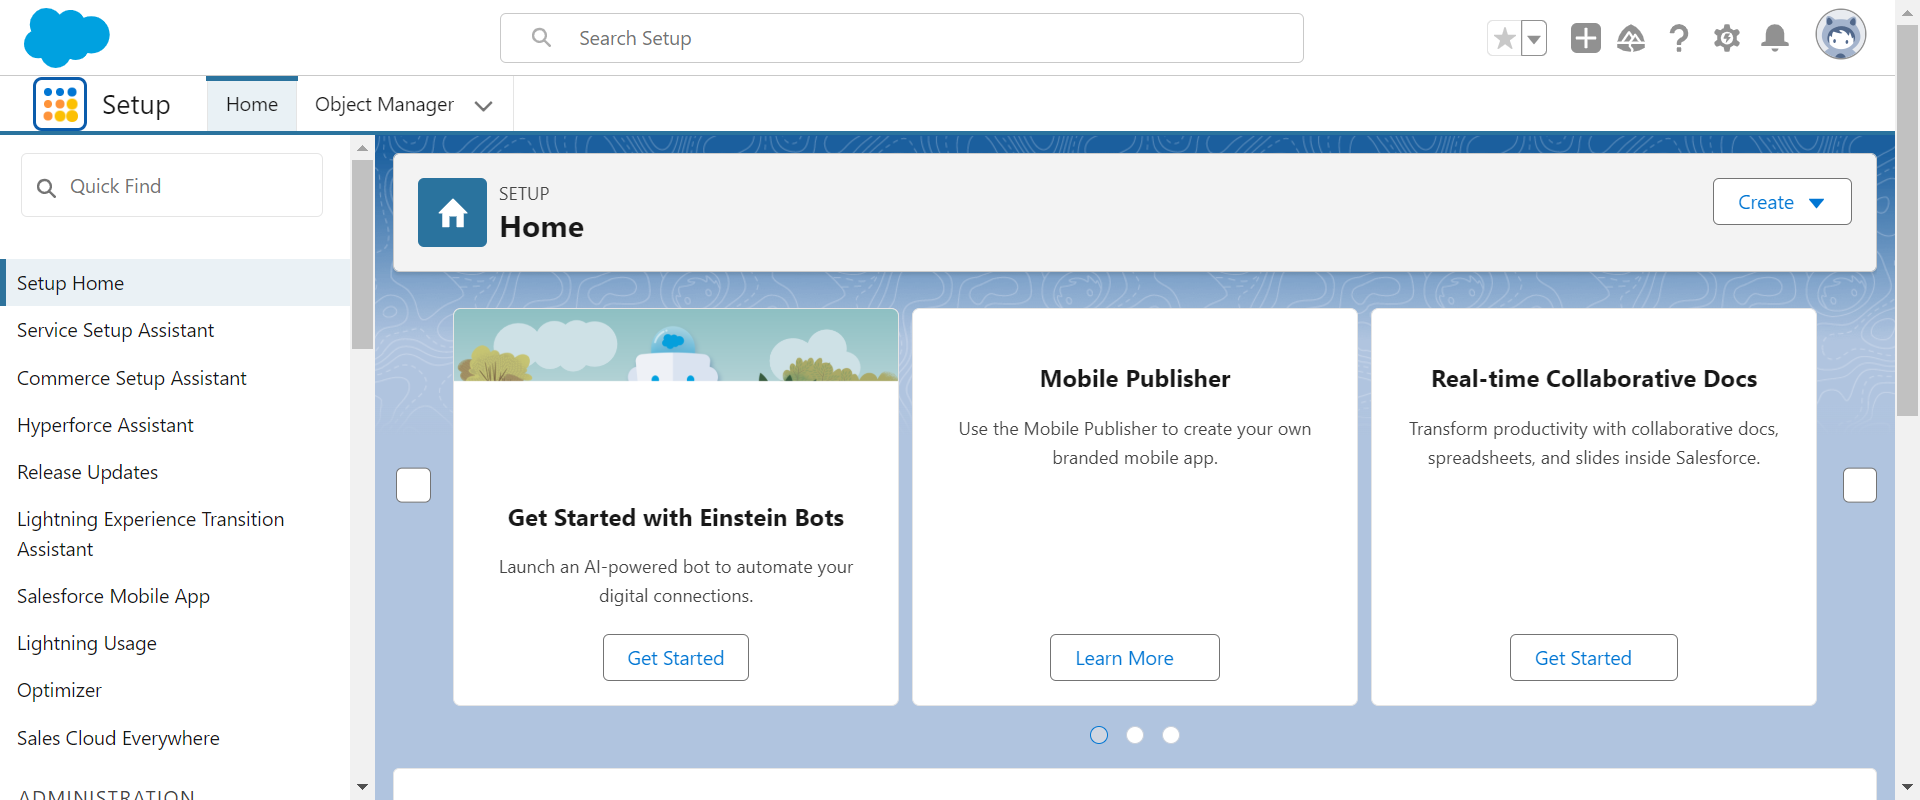 Search Setup
Setup
Home
Object Manager
Quick Find
Setup Home
Service Setup Assistant
Commerce Setup Assistant
Hyperforce Assistant
Release Updates
Lightning Experience Transition
Assistant
Salesforce Mobile App
Lightning Usage
Optimizer
Sales Cloud Everywhere
ADMINISTRATION
SETUP
Home
Create
Get Started with Einstein Bots
Launch an AI-powered bot to automate your
digital connections.
Get Started
Mobile Publisher
Use the Mobile Publisher to create your own
branded mobile app.
Learn More
Real-time Collaborative Docs
Transform productivity with collaborative docs,
spreadsheets, and slides inside Salesforce.
Get Started